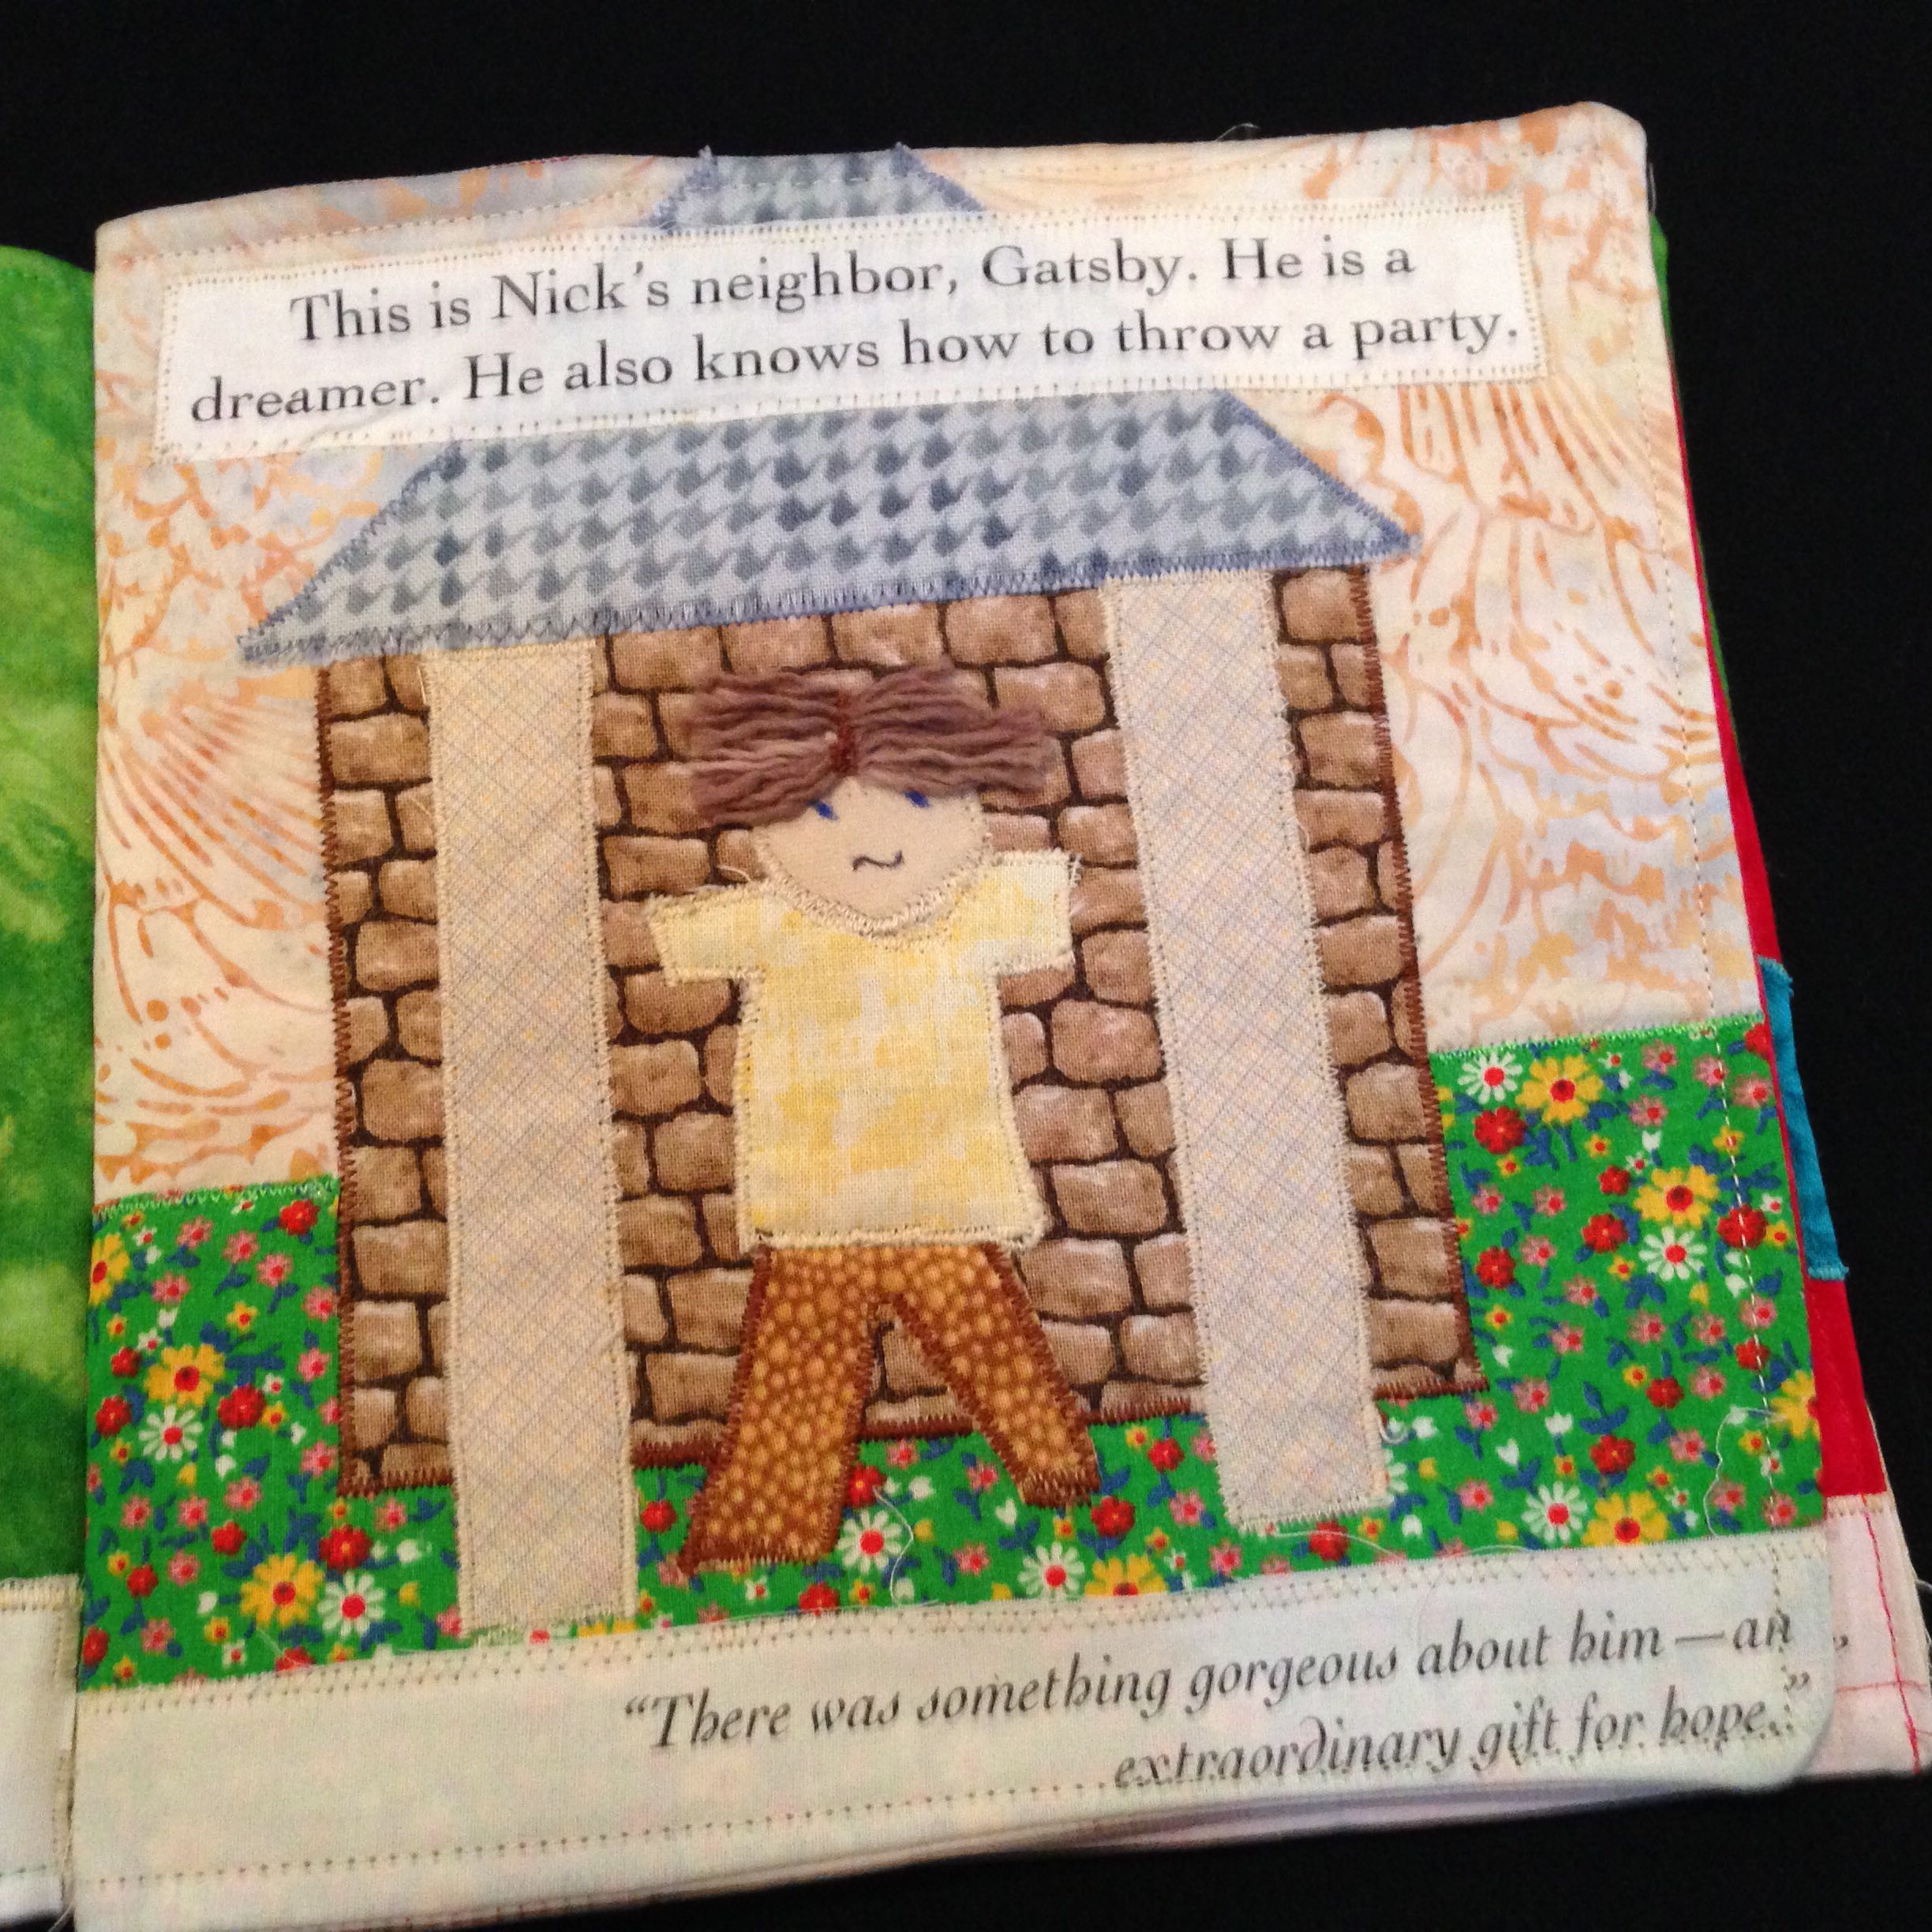 This is Nick's neighbor, Gatsby. He is a
dreamer. He also knows how to throw a party.
“There was something gorgeous about him—an
extraordinary gift for hope.”